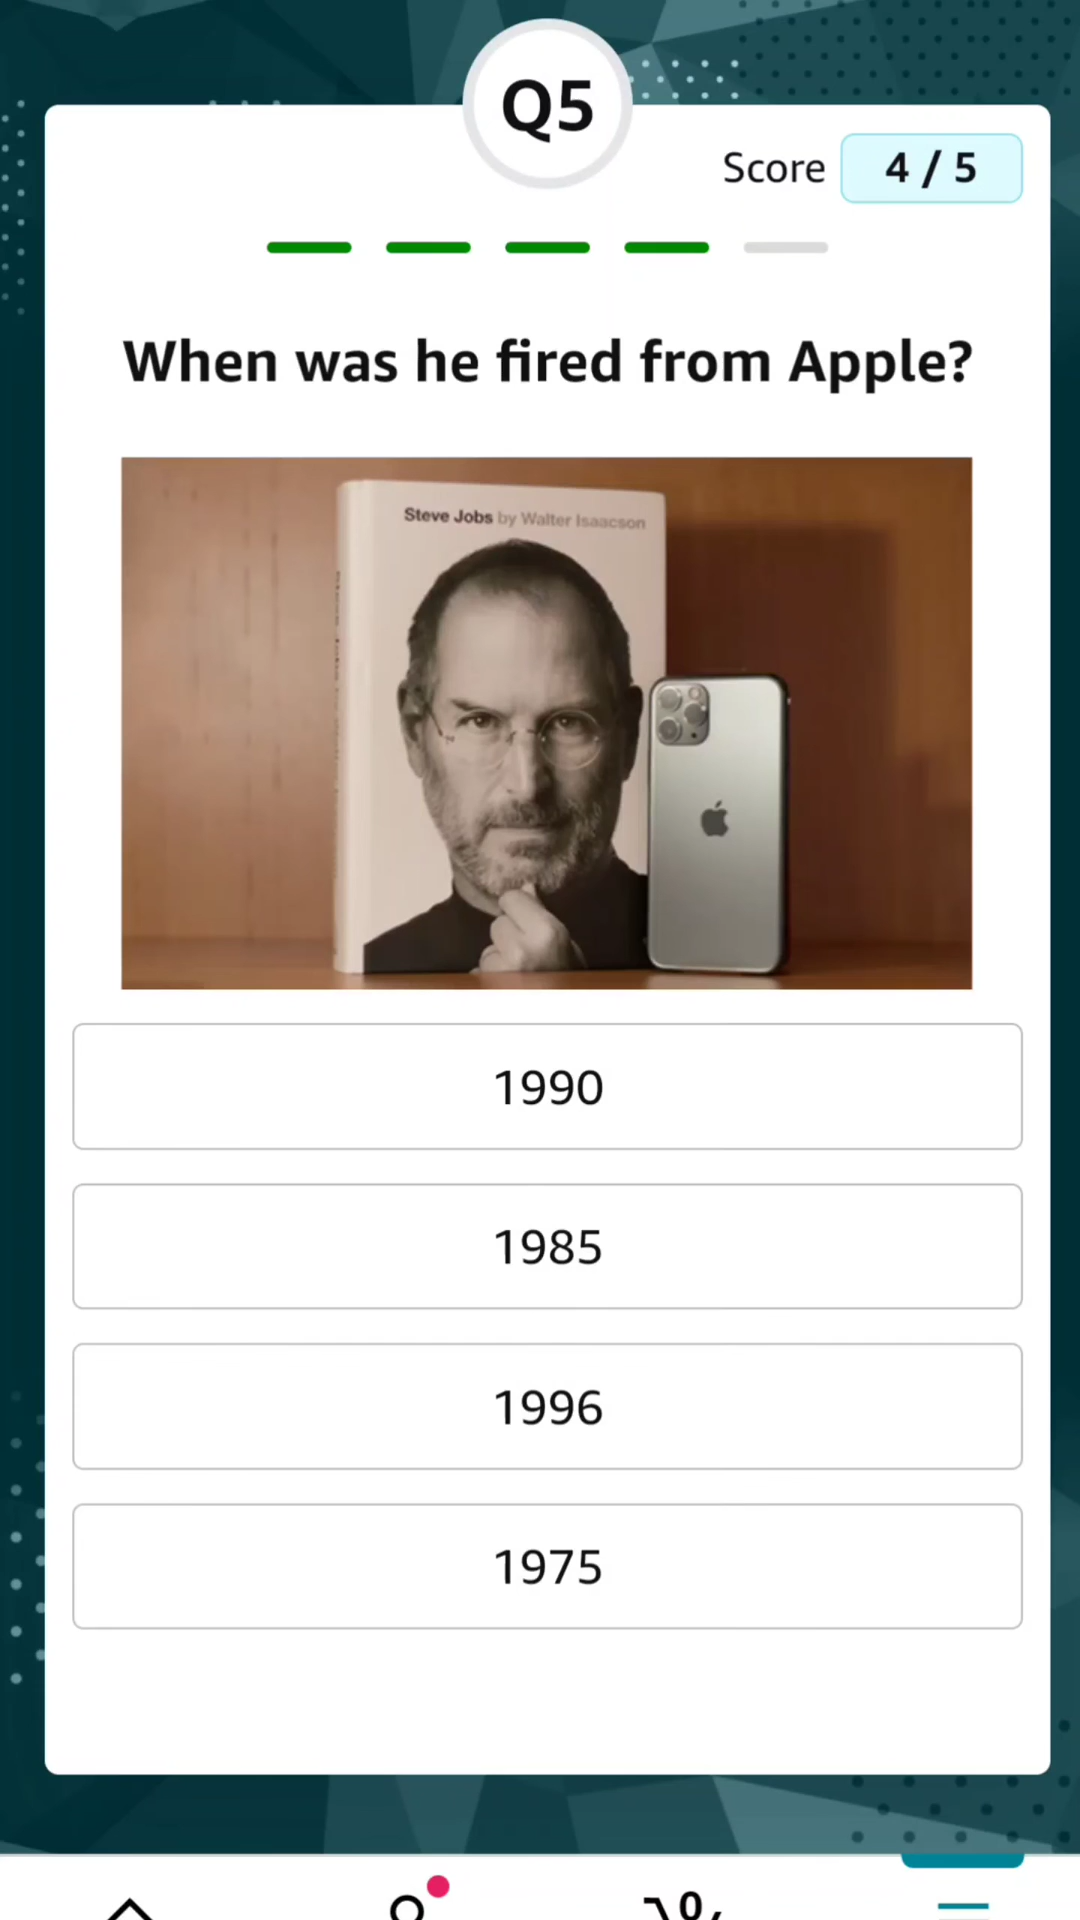 Q5
Score 4 / 5
When was he fired from Apple?
Steve Jobs by Walter Isaacson
1990
1985
1996
1975
0